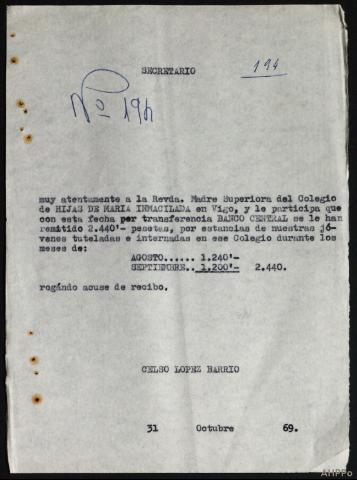 194
SECRETARIO
Nº 194
muy atentamente a la Revda. Madre Superiora del Colegio
de HIJAS DE MARIA INMACILADA en Vigo, y le participa que
con esta fecha per transferencia BANCO CENTRAL se le han
remitido 2.440'- pesetas, por estancias de nuestras jó-
venes tuteladas e internadas en ese Colegio durante los
meses de:
AGOSTO...... 1.240'-
SEPTIEMBRE.. 1.200'- 2.440.
rogándo acuse de recibo.
CELSO LOPEZ BARRIO
31 Octubre 69.
AHPPo